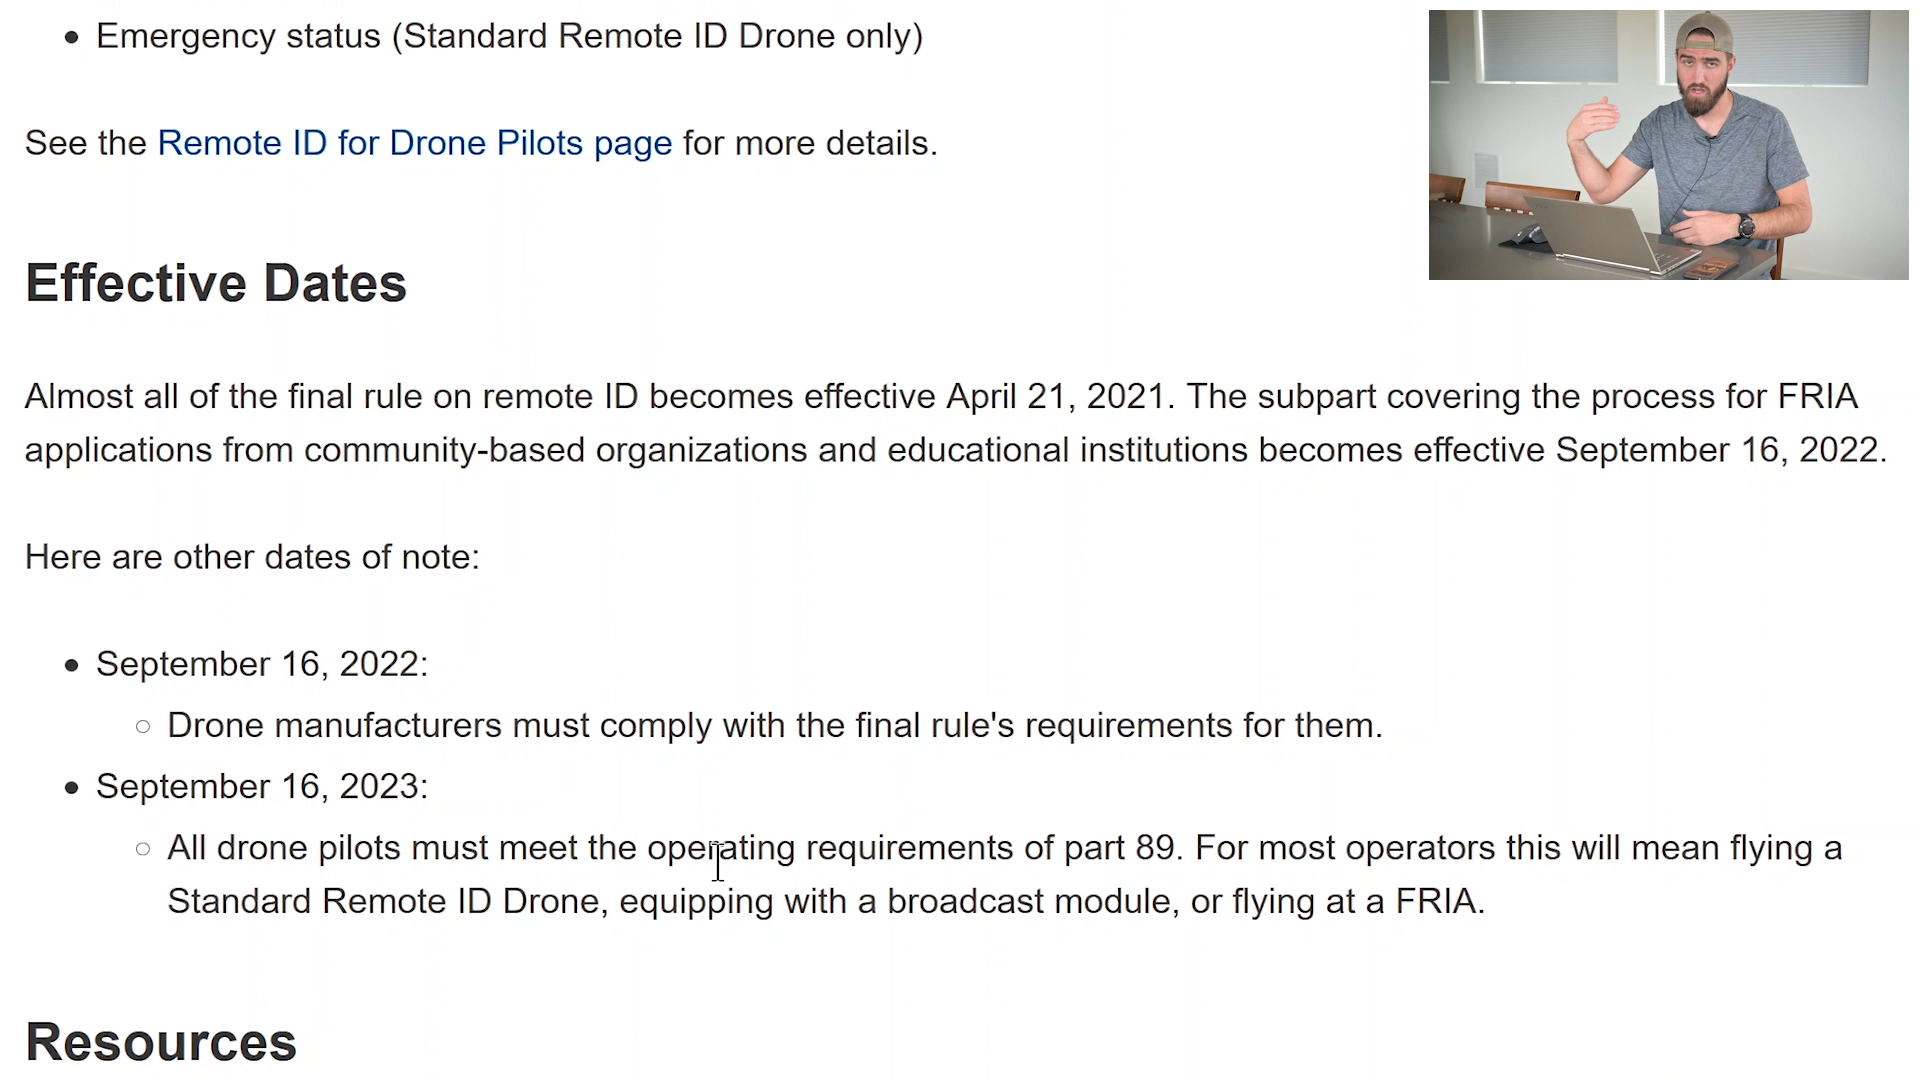 Emergency status (Standard Remote ID Drone only)
See the Remote ID for Drone Pilots page for more details.
Effective Dates
Almost all of the final rule on remote ID becomes effective April 21, 2021. The subpart covering the process for FRIA
applications from community-based organizations and educational institutions becomes effective September 16, 2022.
Here are other dates of note:
September 16, 2022:
Drone manufacturers must comply with the final rule's requirements for them.
September 16, 2023:
All drone pilots must meet the operating requirements of part 89. For most operators this will mean flying a
Standard Remote ID Drone, equipping with a broadcast module, or flying at a FRIA.
Resources